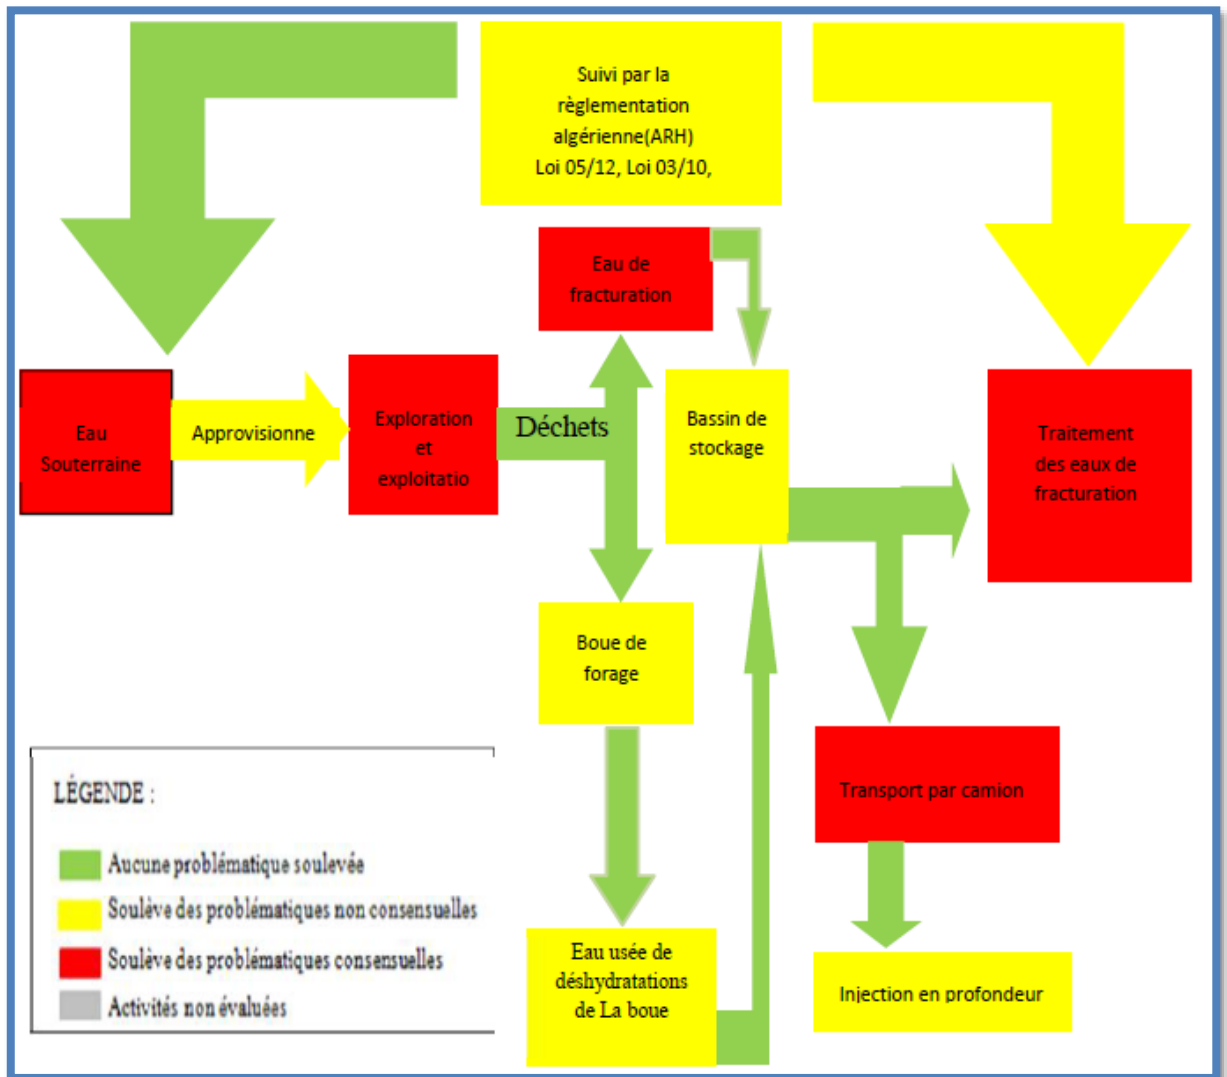 Suivi par la
règlementation
algérienne(ARH)
Loi 05/12, Loi 03/10,
Eau de
fracturation
Eau
Souterraine
Approvisionne
Exploration
et
exploitatio
Déchets
Bassin de
stockage
Traitement
des eaux de
fracturation
Boue de
forage
Transport par camion
Eau usée de
déshydratations
de La boue
Injection en profondeur
LÉGENDE :
Aucune problématique soulevée
Soulève des problématiques non consensuelles
Soulève des problématiques consensuelles
Activités non évaluées